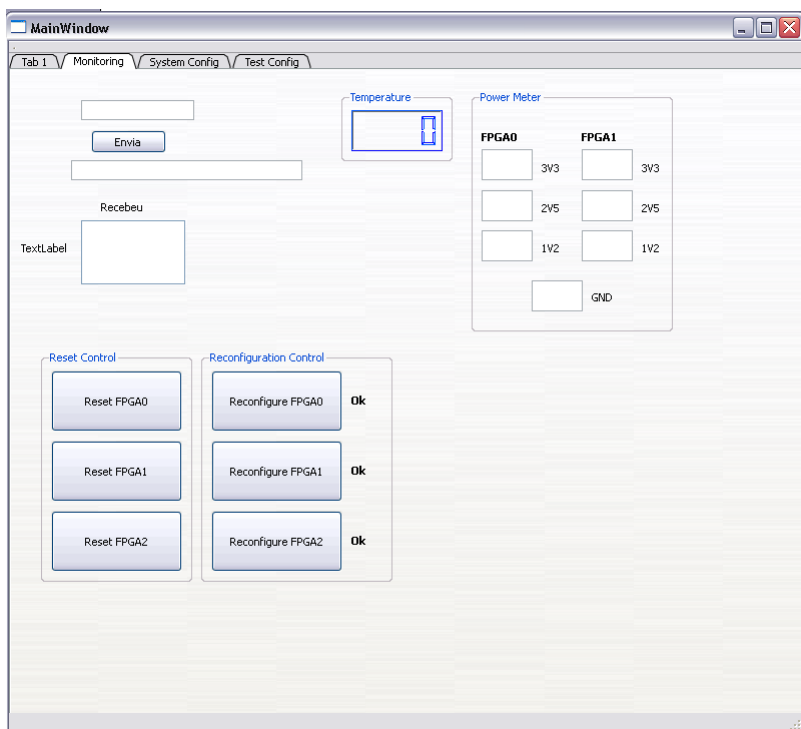 MainWindow
Tab 1 Monitoring System Config Test Config
Envia
Recebeu
TextLabel
Temperature
0
Power Meter
FPGA0 FPGA1
3V3 3V3
2V5 2V5
1V2 1V2
GND
Reset Control
Reset FPGA0
Reset FPGA1
Reset FPGA2
Reconfiguration Control
Reconfigure FPGA0 Ok
Reconfigure FPGA1 Ok
Reconfigure FPGA2 Ok